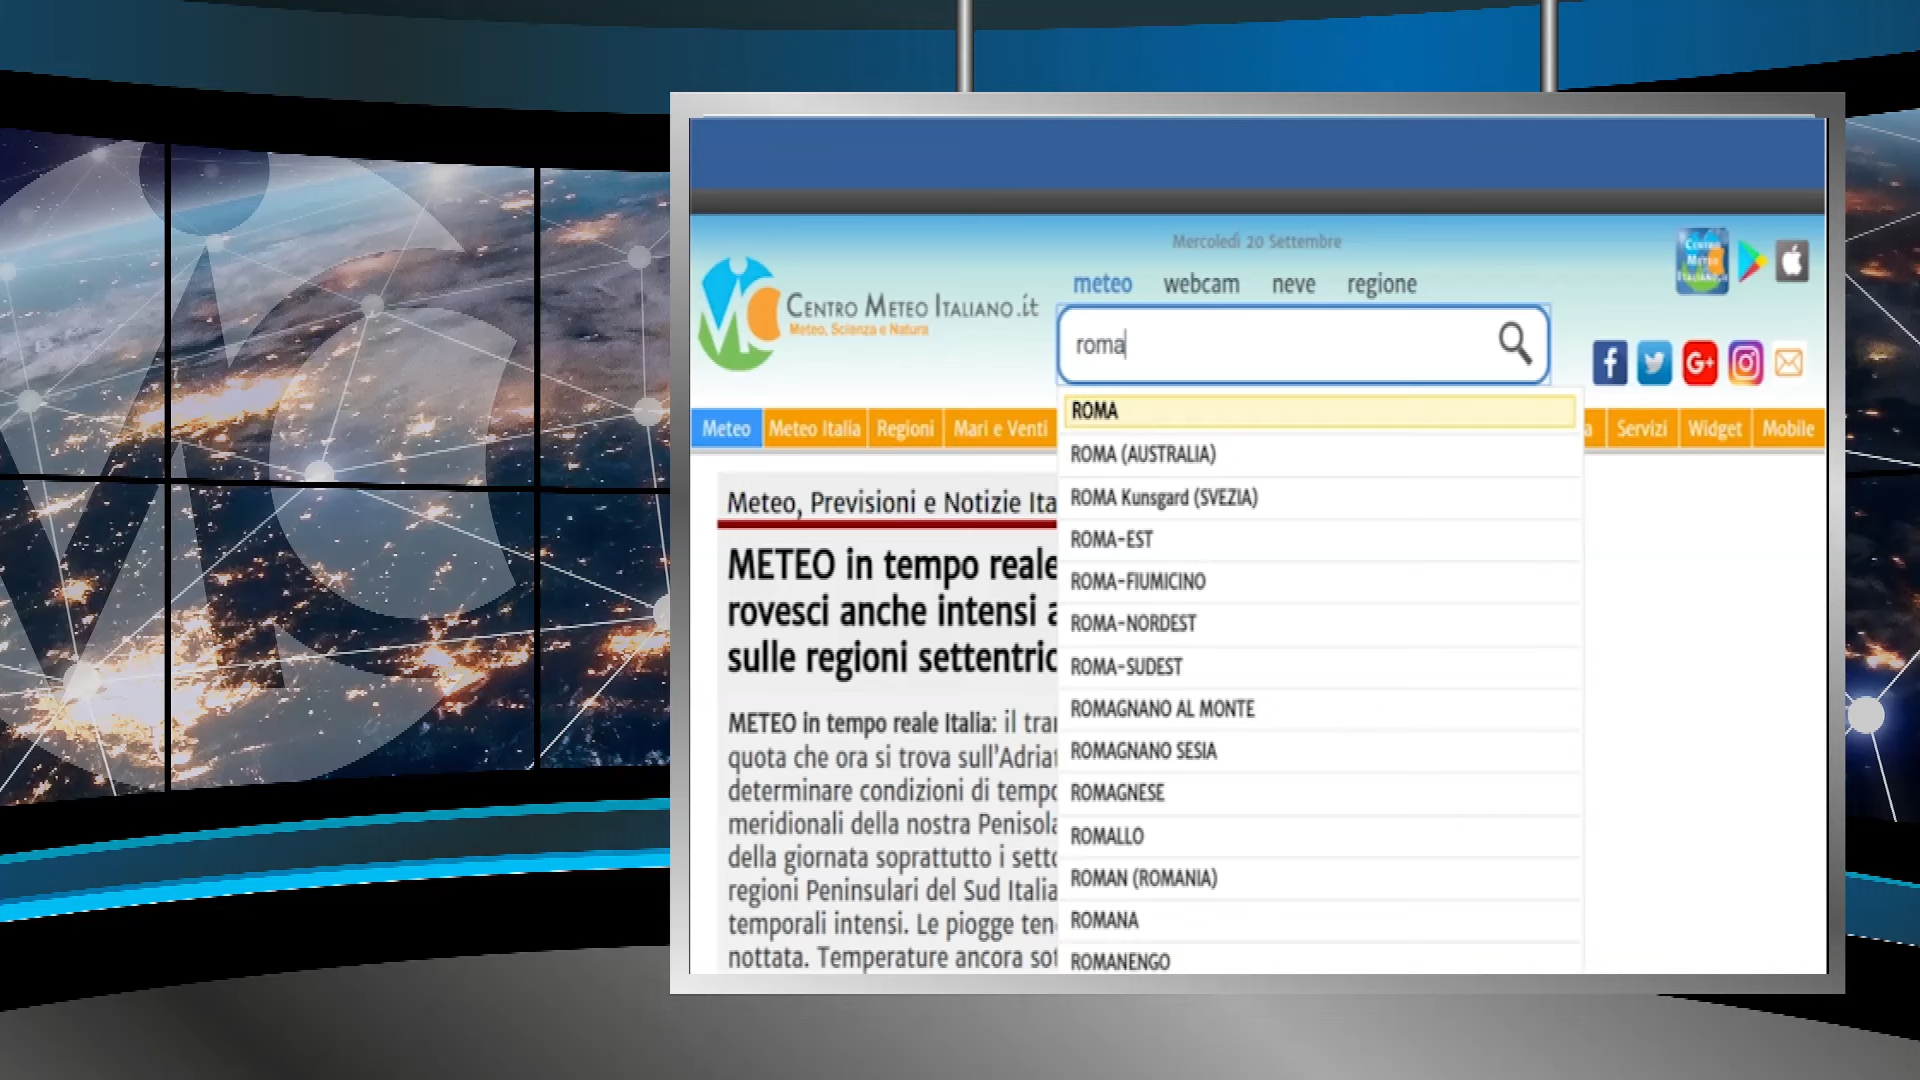 Mercoledì 20 Settembre
meteo webcam neve regione
CENTRO METEO ITALIANO.it
Meteo, Scienza e Natura
roma
Meteo Meteo Italia Regioni Mari e Venti
a Servizi Widget Mobile
ROMA
ROMA (AUSTRALIA)
ROMA Kunsgard (SVEZIA)
ROMA-EST
ROMA-FIUMICINO
ROMA-NORDEST
ROMA-SUDEST
ROMAGNANO AL MONTE
ROMAGNANO SESIA
ROMAGNESE
ROMALLO
ROMAN (ROMANIA)
ROMANA
ROMANENGO
Meteo, Previsioni e Notizie Ita
METEO in tempo reale
rovesci anche intensi a
sulle regioni settentric
METEO in tempo reale Italia: il trar
quota che ora si trova sull'Adriat
determinare condizioni di tempo
meridionali della nostra Penisola
della giornata soprattutto i setto
regioni Peninsulari del Sud Italia
temporali intensi. Le piogge ten
nottata. Temperature ancora sot